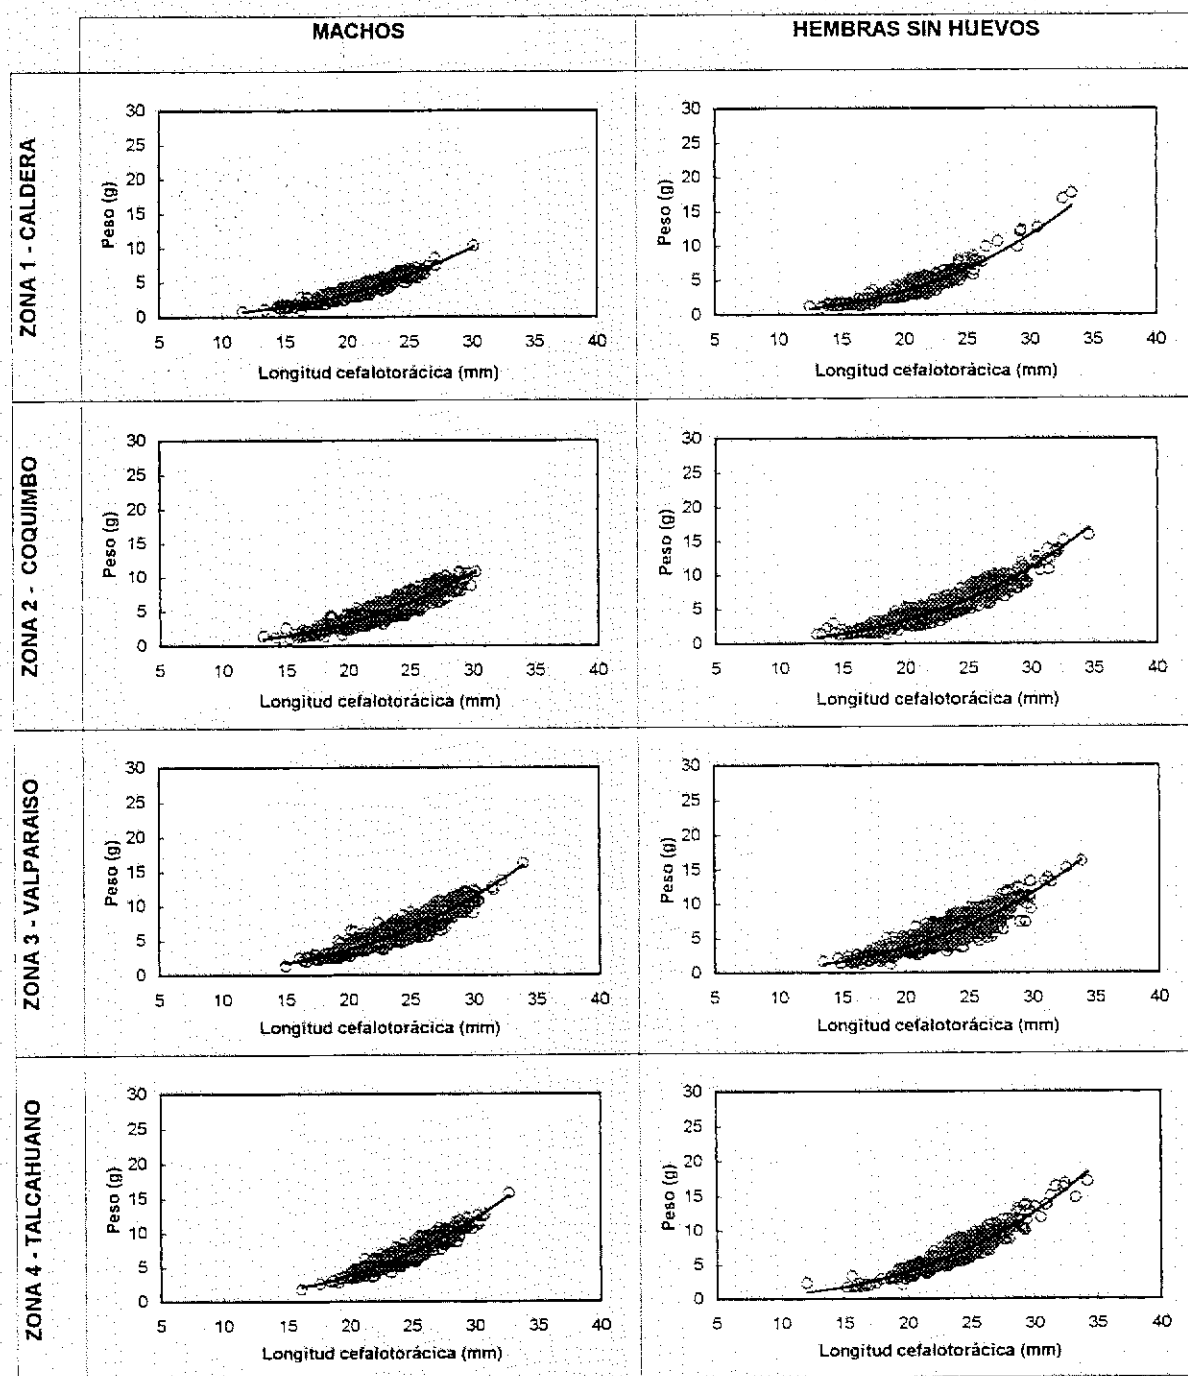 MACHOS
HEMBRAS SIN HUEVOS
ZONA 1 - CALDERA
Peso (g)
30
25
20
15
10
5
0
5 10 15 20 25 30 35 40
Longitud cefalotorácica (mm)
Peso (g)
30
25
20
15
10
5
0
5 10 15 20 25 30 35 40
Longitud cefalotorácica (mm)
ZONA 2 - COQUIMBO
Peso (g)
30
25
20
15
10
5
0
5 10 15 20 25 30 35 40
Longitud cefalotorácica (mm)
Peso (g)
30
25
20
15
10
5
0
5 10 15 20 25 30 35 40
Longitud cefalotorácica (mm)
ZONA 3 - VALPARAISO
Peso (g)
30
25
20
15
10
5
0
5 10 15 20 25 30 35 40
Longitud cefalotorácica (mm)
Peso (g)
30
25
20
15
10
5
0
5 10 15 20 25 30 35 40
Longitud cefalotorácica (mm)
ZONA 4 - TALCAHUANO
Peso (g)
30
25
20
15
10
5
0
5 10 15 20 25 30 35 40
Longitud cefalotorácica (mm)
Peso (g)
30
25
20
15
10
5
0
5 10 15 20 25 30 35 40
Longitud cefalotorácica (mm)